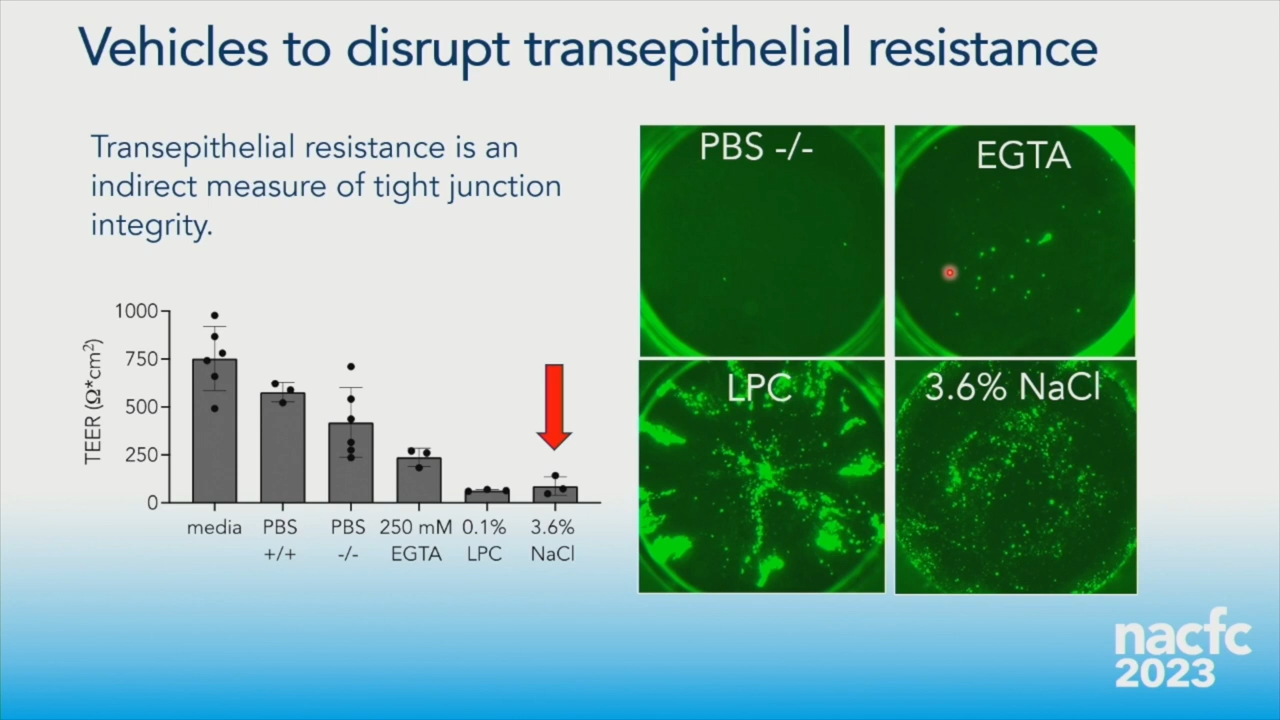 Vehicles to disrupt transepithelial resistance
Transepithelial resistance is an
indirect measure of tight junction
integrity.
TEER (Ω*cm²)
1000
750
500
250
0
media
PBS
+/+
PBS
-/-
250 mM
EGTA
0.1%
LPC
3.6%
NaCl
PBS -/-
EGTA
LPC
3.6% NaCl
nacfc
2023